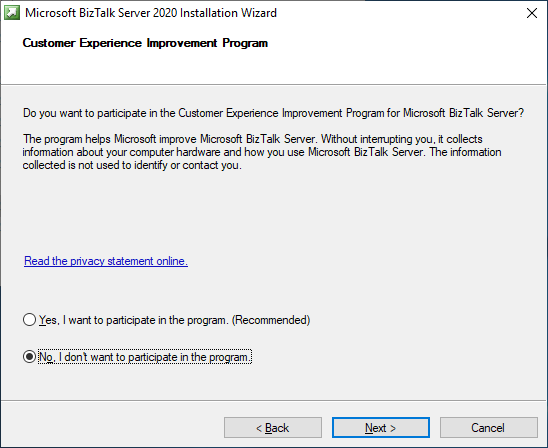 Microsoft BizTalk Server 2020 Installation Wizard
Customer Experience Improvement Program
Do you want to participate in the Customer Experience Improvement Program for Microsoft BizTalk Server?
The program helps Microsoft improve Microsoft BizTalk Server. Without interrupting you, it collects
information about your computer hardware and how you use Microsoft BizTalk Server. The information
collected is not used to identify or contact you.
Read the privacy statement online.
Yes, I want to participate in the program. (Recommended)
No, I don't want to participate in the program.
< Back
Next >
Cancel